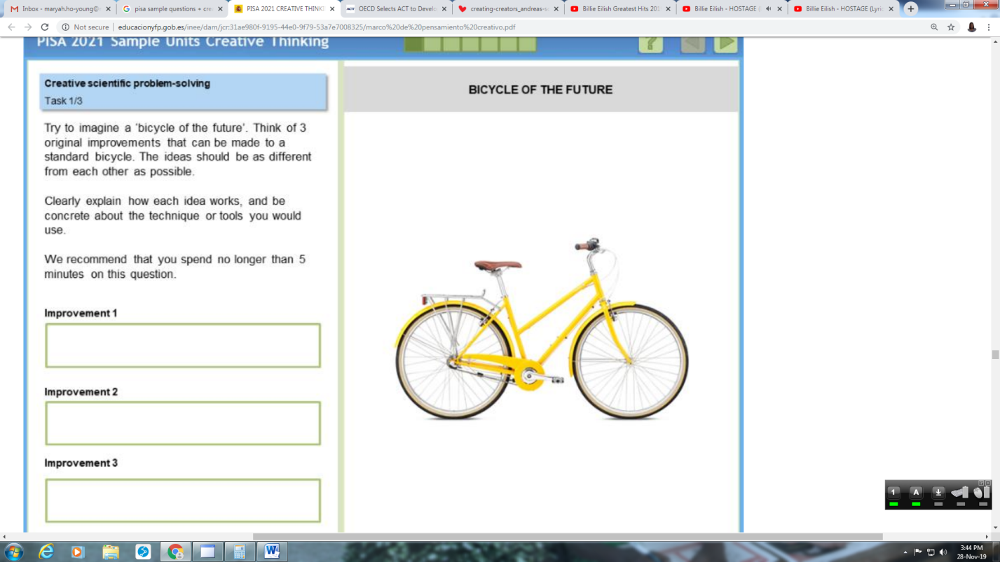 Inbox - maryah.ho-young@
pisa sample questions + cre
PISA 2021 CREATIVE THINKI
OECD Selects ACT to Develo
creating-creators_andreas-s
Billie Eilish Greatest Hits 201
Billie Eilish - HOSTAGE (
Billie Eilish - HOSTAGE (Lyric
Not secure | educacionyfp.gob.es/inee/dam/jcr:31ae980f-9195-44e0-9f79-53a7e7008325/marco%20de%20pensamiento%20creativo.pdf
PISA 2021 Sample Units Creative Thinking
?
Creative scientific problem-solving
Task 1/3
Try to imagine a 'bicycle of the future'. Think of 3
original improvements that can be made to a
standard bicycle. The ideas should be as different
from each other as possible.
Clearly explain how each idea works, and be
concrete about the technique or tools you would
use.
We recommend that you spend no longer than 5
minutes on this question.
Improvement 1
Improvement 2
Improvement 3
BICYCLE OF THE FUTURE
1 A
3:44 PM
28-Nov-19